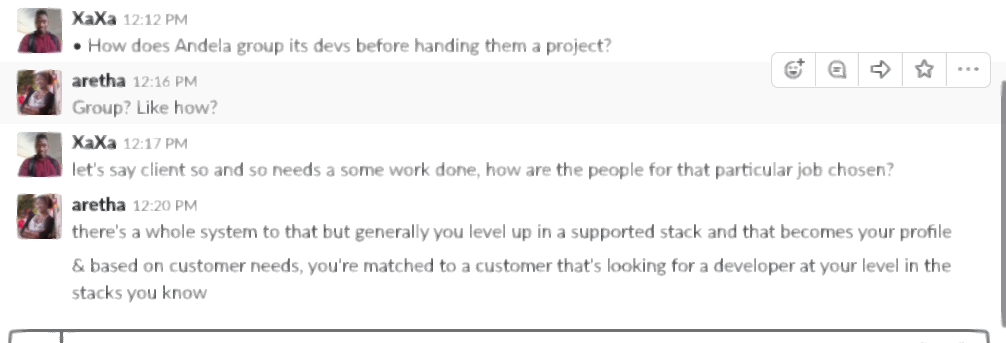 XaXa 12:12 PM
• How does Andela group its devs before handing them a project?
aretha 12:16 PM
Group? Like how?
XaXa 12:17 PM
let's say client so and so needs a some work done, how are the people for that particular job chosen?
aretha 12:20 PM
there's a whole system to that but generally you level up in a supported stack and that becomes your profile
& based on customer needs, you're matched to a customer that's looking for a developer at your level in the
stacks you know